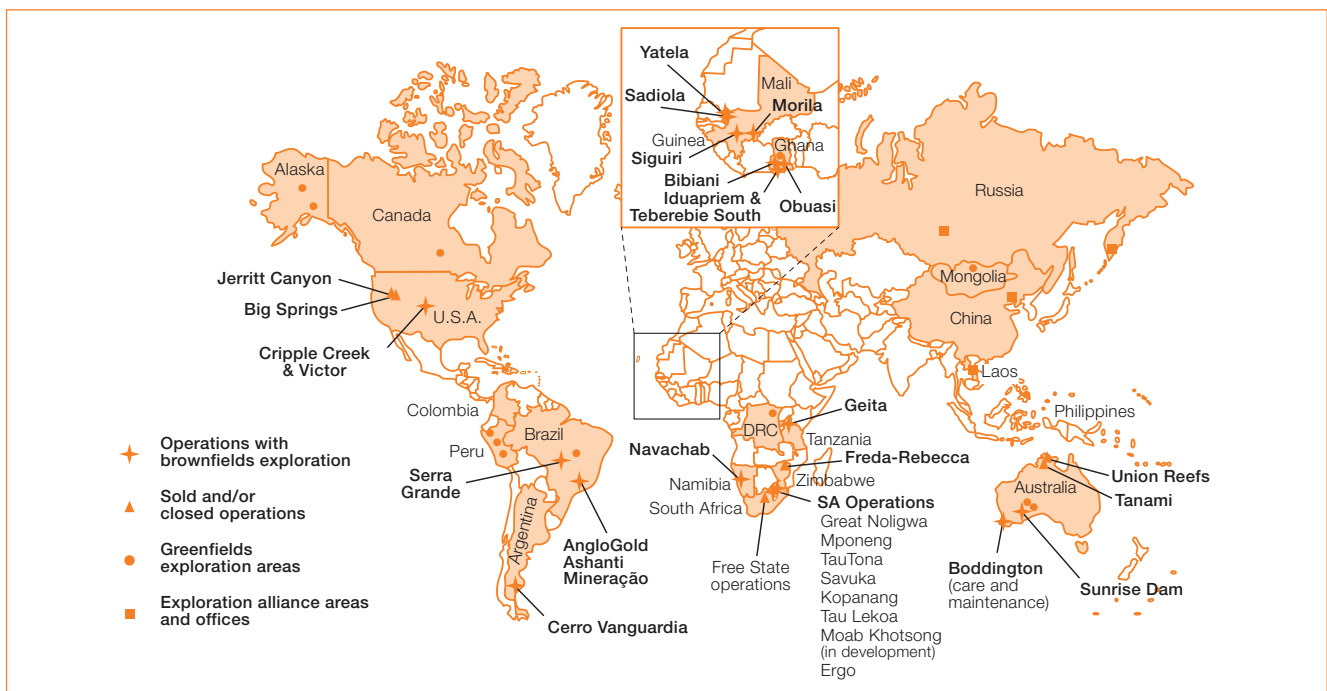 Yatela
Sadiola
Mali
Morila
Guinea
Siguiri
Ghana
Bibiani
Iduapriem &
Teberebie South
Obuasi
Alaska
Canada
Russia
Mongolia
China
Jerritt Canyon
Big Springs
U.S.A.
Cripple Creek
& Victor
Laos
Philippines
Colombia
Peru
Brazil
Serra
Grande
Argentina
AngloGold
Ashanti
Mineração
Cerro Vanguardia
Geita
DRC
Tanzania
Navachab
Freda-Rebecca
Namibia
Zimbabwe
South Africa
SA Operations
Great Noligwa
Mponeng
TauTona
Savuka
Kopanang
Tau Lekoa
Moab Khotsong
(in development)
Ergo
Free State
operations
Union Reefs
Tanami
Australia
Boddington
(care and
maintenance)
Sunrise Dam
Operations with
brownfields exploration
Sold and/or
closed operations
Greenfields
exploration areas
Exploration alliance areas
and offices